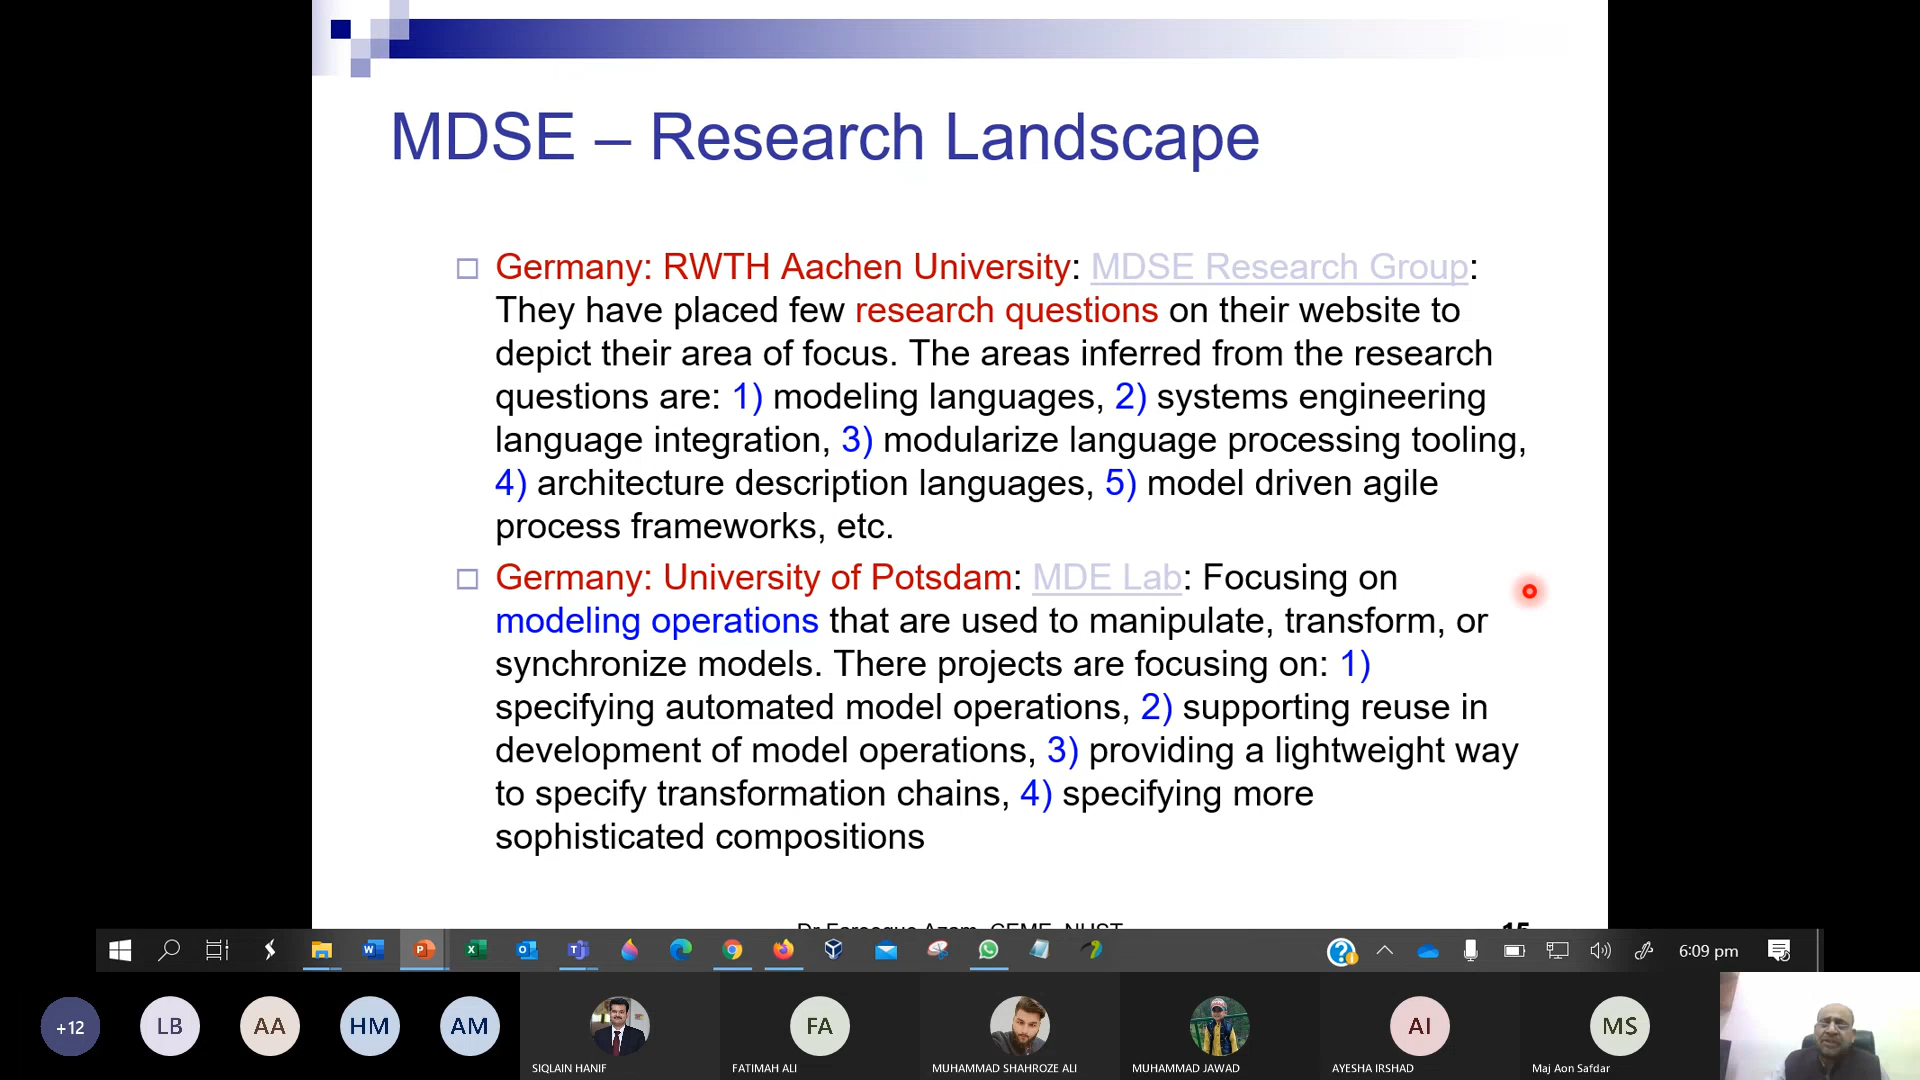 MDSE – Research Landscape
Germany: RWTH Aachen University: MDSE Research Group:
They have placed few research questions on their website to
depict their area of focus. The areas inferred from the research
questions are: 1) modeling languages, 2) systems engineering
language integration, 3) modularize language processing tooling,
4) architecture description languages, 5) model driven agile
process frameworks, etc.
Germany: University of Potsdam: MDE Lab: Focusing on
modeling operations that are used to manipulate, transform, or
synchronize models. There projects are focusing on: 1)
specifying automated model operations, 2) supporting reuse in
development of model operations, 3) providing a lightweight way
to specify transformation chains, 4) specifying more
sophisticated compositions
Dr Farooque Azam, CEME, NUST
15
6:09 pm
+12
LB
AA
HM
AM
SIQLAIN HANIF
FA
FATIMAH ALI
MUHAMMAD SHAHROZE ALI
MUHAMMAD JAWAD
AI
AYESHA IRSHAD
MS
Maj Aon Safdar